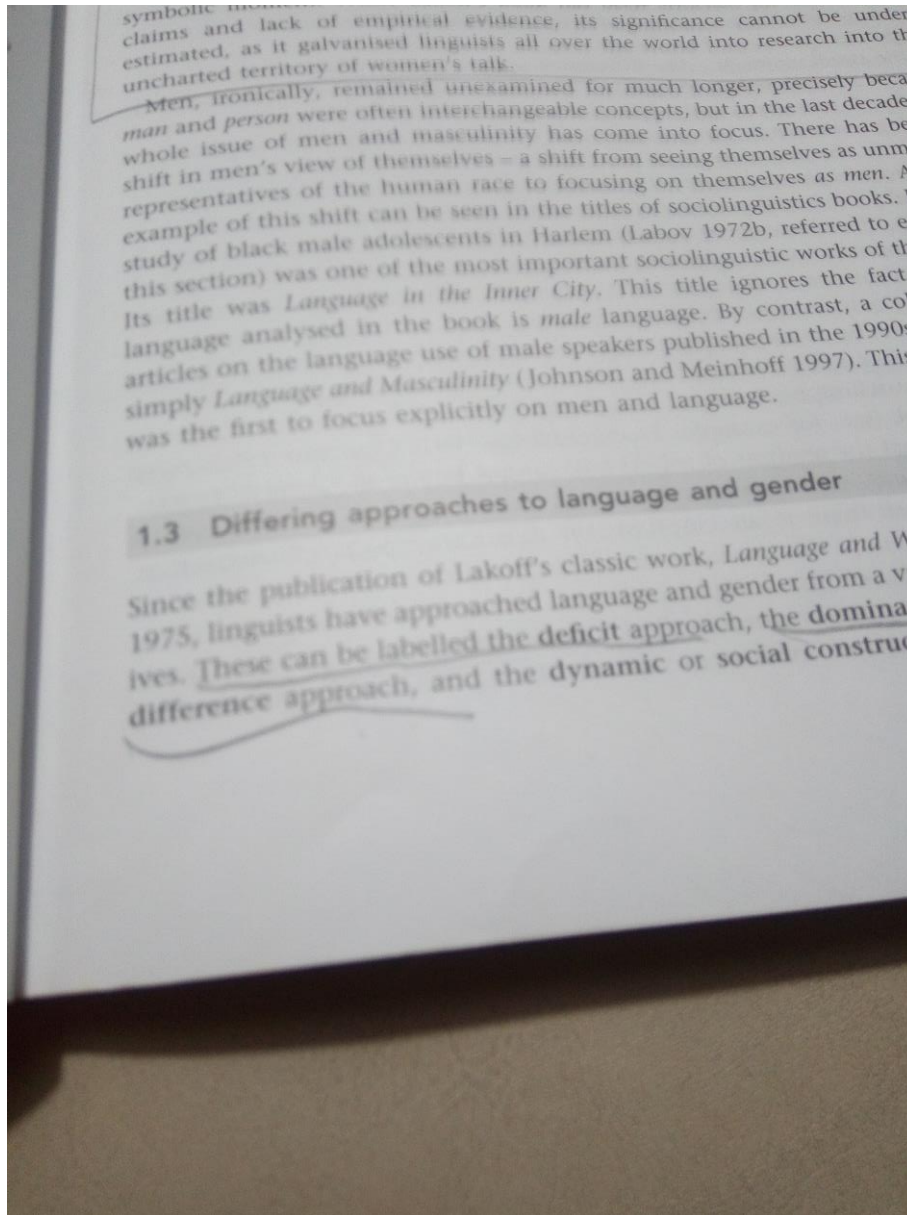 symbolic
claims and lack of empirical evidence, its significance cannot be under
estimated, as it galvanised linguists all over the world into research into th
uncharted territory of women's talk.
Men, ironically, remained unexamined for much longer, precisely beca
man and person were often interchangeable concepts, but in the last decade
whole issue of men and masculinity has come into focus. There has be
shift in men's view of themselves – a shift from seeing themselves as unm
representatives of the human race to focusing on themselves as men. A
example of this shift can be seen in the titles of sociolinguistics books.
study of black male adolescents in Harlem (Labov 1972b, referred to e
this section) was one of the most important sociolinguistic works of th
Its title was Language in the Inner City. This title ignores the fact
language analysed in the book is male language. By contrast, a col
articles on the language use of male speakers published in the 1990s
simply Language and Masculinity (Johnson and Meinhoff 1997). This
was the first to focus explicitly on men and language.
1.3 Differing approaches to language and gender
Since the publication of Lakoff's classic work, Language and W
1975, linguists have approached language and gender from a v
ives. These can be labelled the deficit approach, the domina
difference approach, and the dynamic or social construc